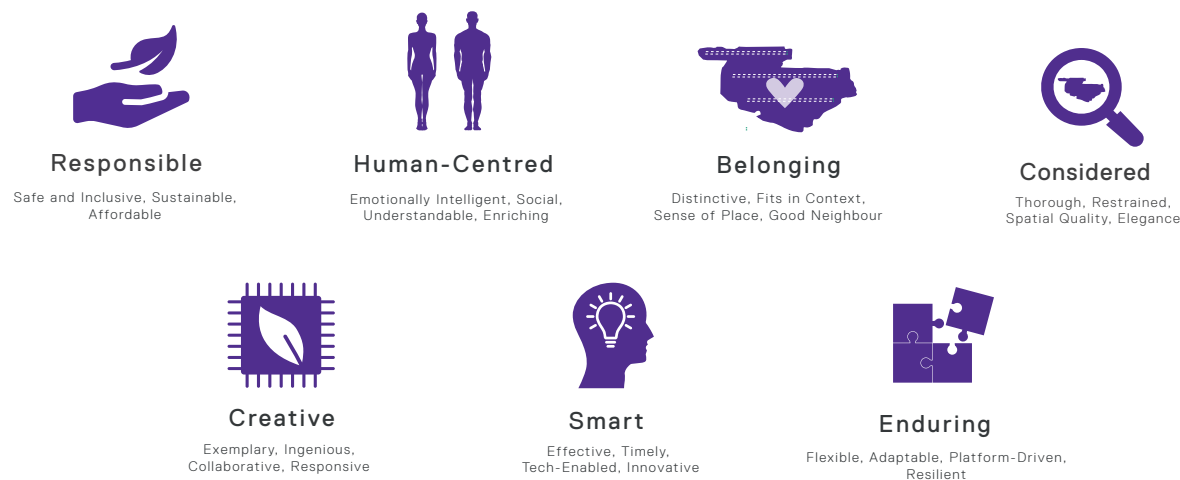 Responsible
Safe and Inclusive, Sustainable,
Affordable
Human-Centred
Emotionally Intelligent, Social,
Understandable, Enriching
Belonging
Distinctive, Fits in Context,
Sense of Place, Good Neighbour
Considered
Thorough, Restrained,
Spatial Quality, Elegance
Creative
Exemplary, Ingenious,
Collaborative, Responsive
Smart
Effective, Timely,
Tech-Enabled, Innovative
Enduring
Flexible, Adaptable, Platform-Driven,
Resilient